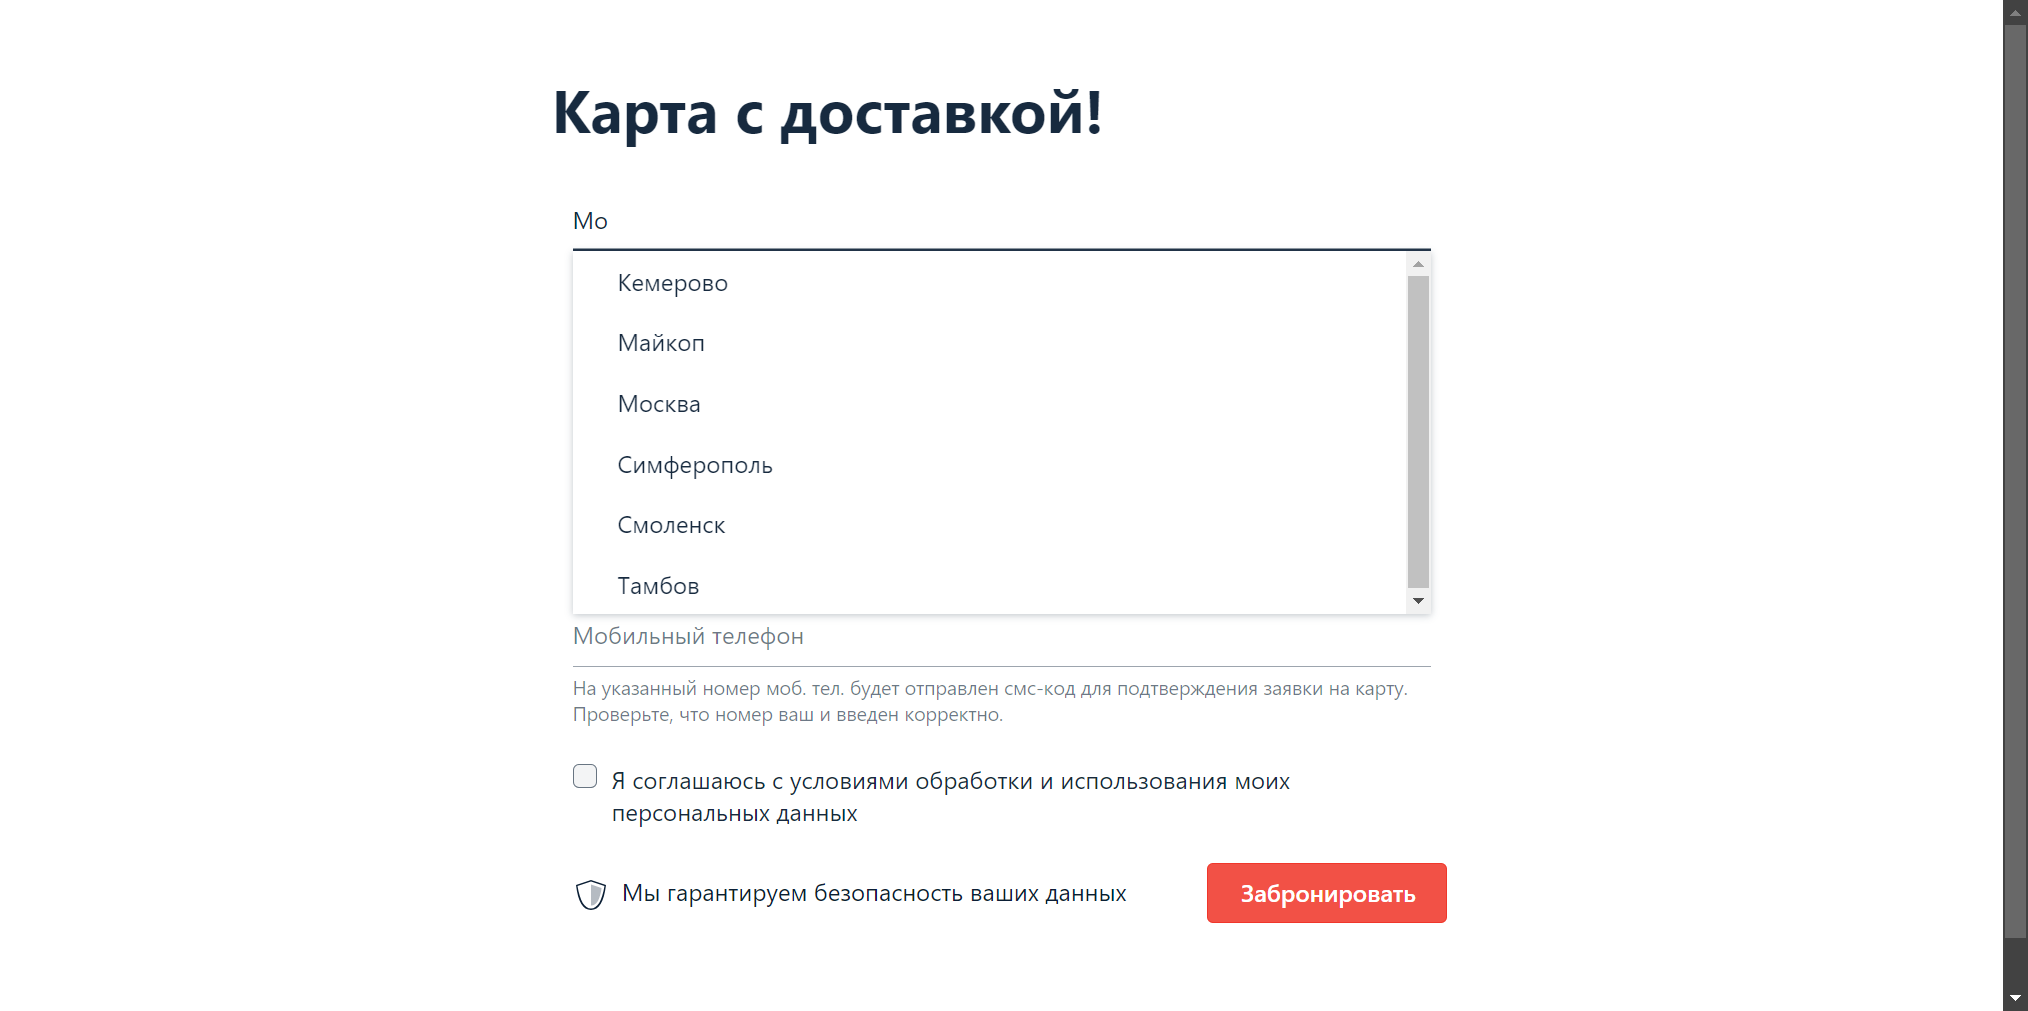 Карта с доставкой!
Мо
Кемерово
Майкоп
Москва
Симферополь
Смоленск
Тамбов
Мобильный телефон
На указанный номер моб. тел. будет отправлен смс-код для подтверждения заявки на карту.
Проверьте, что номер ваш и введен корректно.
Я соглашаюсь с условиями обработки и использования моих
персональных данных
Мы гарантируем безопасность ваших данных
Забронировать